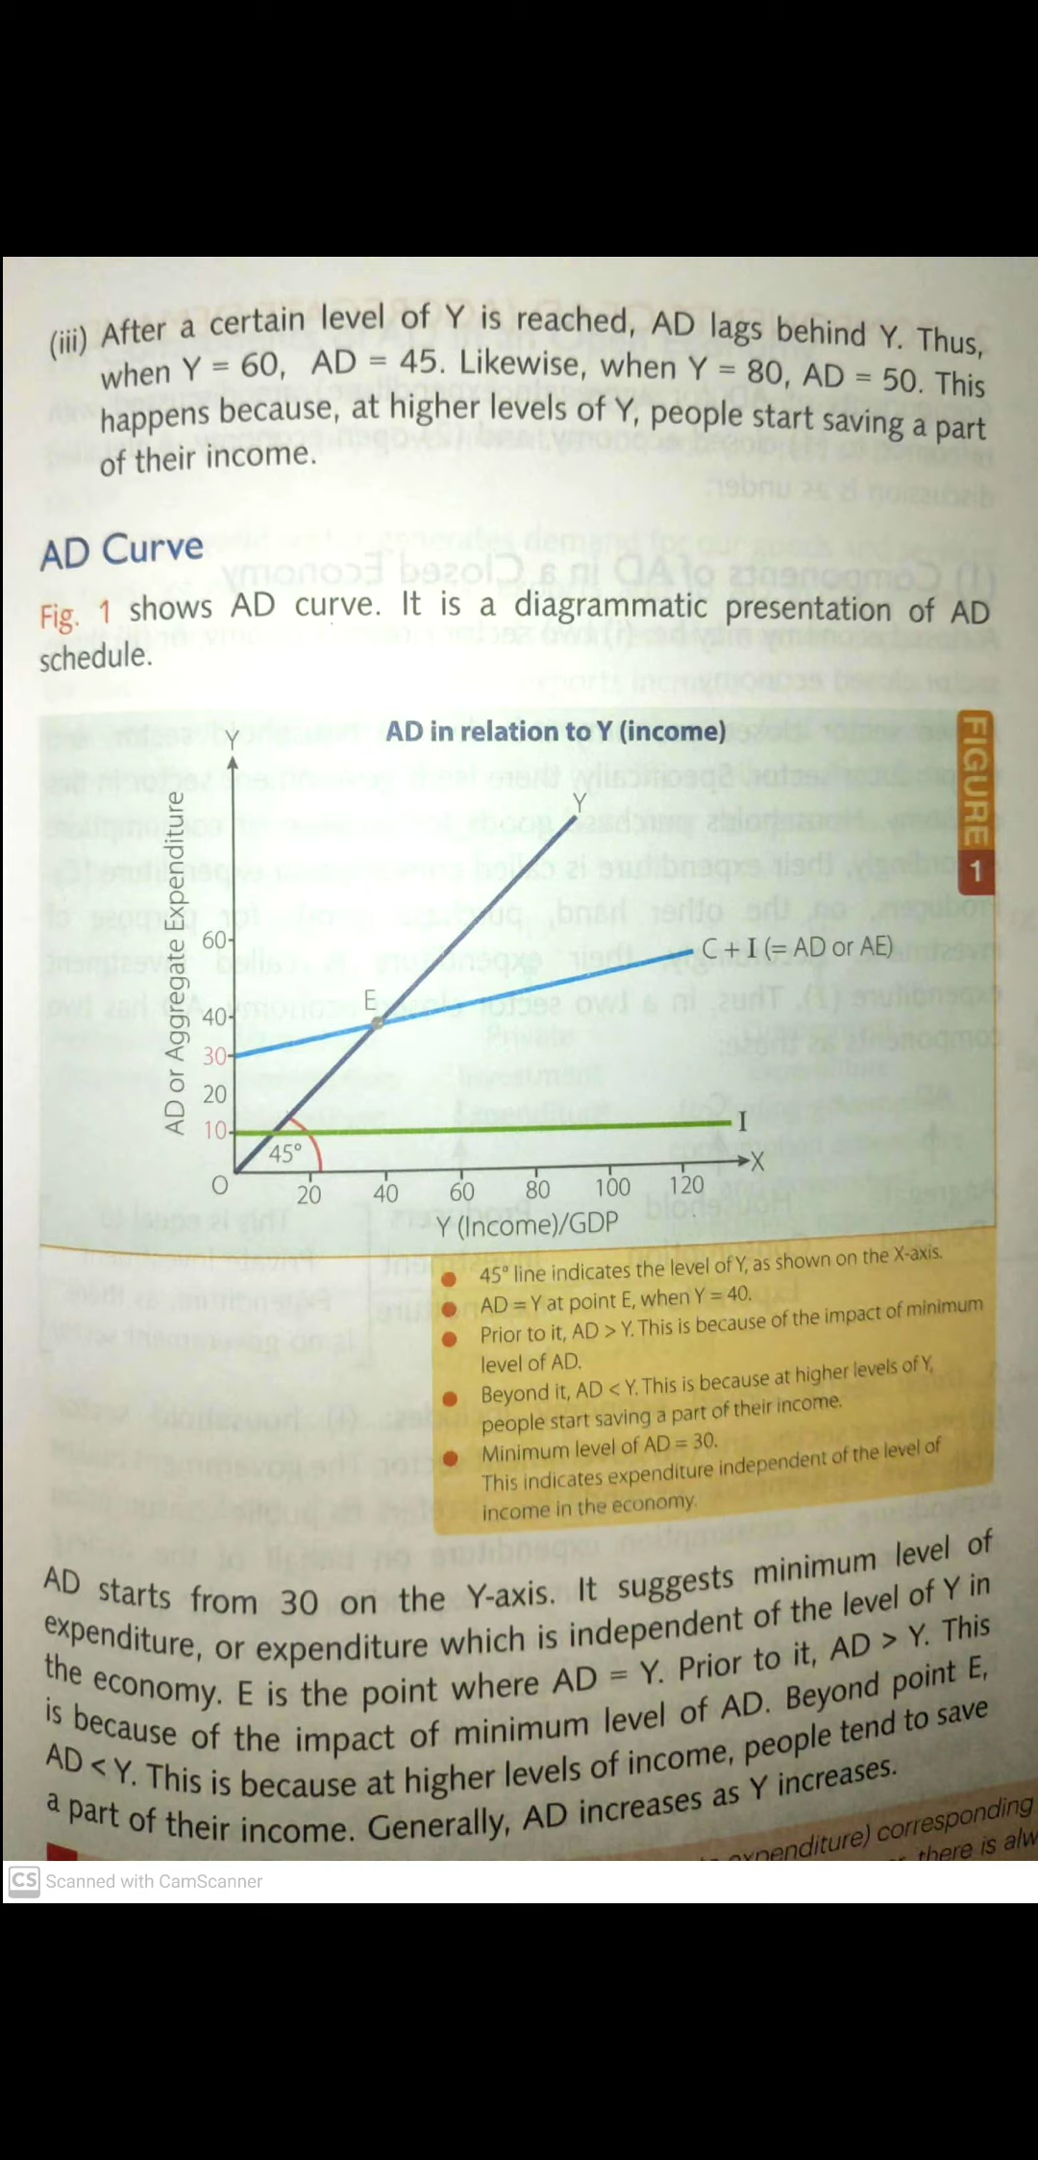 (iii) After a certain level of Y is reached, AD lags behind Y. Thus,
when Y = 60, AD = 45. Likewise, when Y = 80, AD = 50. This
happens because, at higher levels of Y, people start saving a part
of their income.
AD Curve
Fig. 1 shows AD curve. It is a diagrammatic presentation of AD
schedule.
AD in relation to Y (income)
FIGURE 1
Y
AD or Aggregate Expenditure
Y
60
C + I (= AD or AE)
E
40
30
20
10
I
45°
X
O
20 40 60 80 100 120
Y (Income)/GDP
● 45° line indicates the level of Y, as shown on the X-axis.
● AD = Y at point E, when Y = 40.
● Prior to it, AD > Y. This is because of the impact of minimum
level of AD.
● Beyond it, AD < Y. This is because at higher levels of Y,
people start saving a part of their income.
● Minimum level of AD = 30.
This indicates expenditure independent of the level of
income in the economy.
AD starts from 30 on the Y-axis. It suggests minimum level of
expenditure, or expenditure which is independent of the level of Y in
the economy. E is the point where AD = Y. Prior to it, AD > Y. This
is because of the impact of minimum level of AD. Beyond point E,
AD < Y. This is because at higher levels of income, people tend to save
a part of their income. Generally, AD increases as Y increases.
expenditure) corresponding
there is
CS Scanned with CamScanner